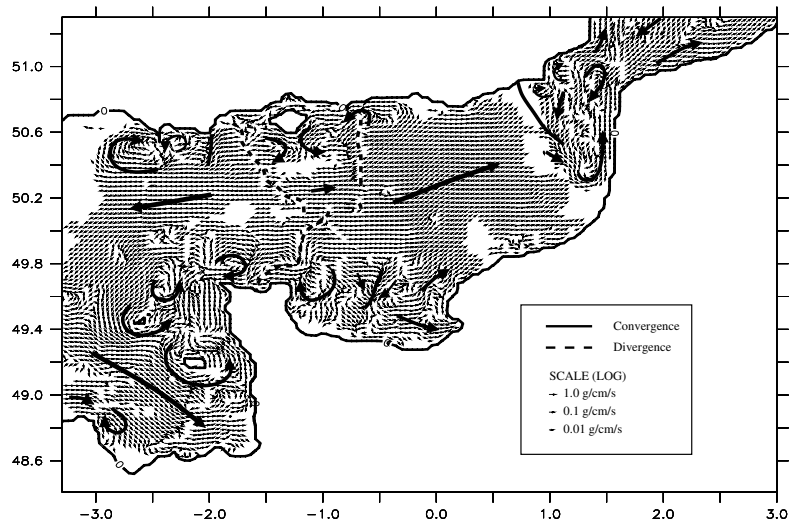 51.0
50.6
50.2
49.8
49.4
49.0
48.6
Convergence
Divergence
SCALE (LOG)
1.0 g/cm/s
0.1 g/cm/s
0.01 g/cm/s
-3.0 -2.0 -1.0 0.0 1.0 2.0 3.0